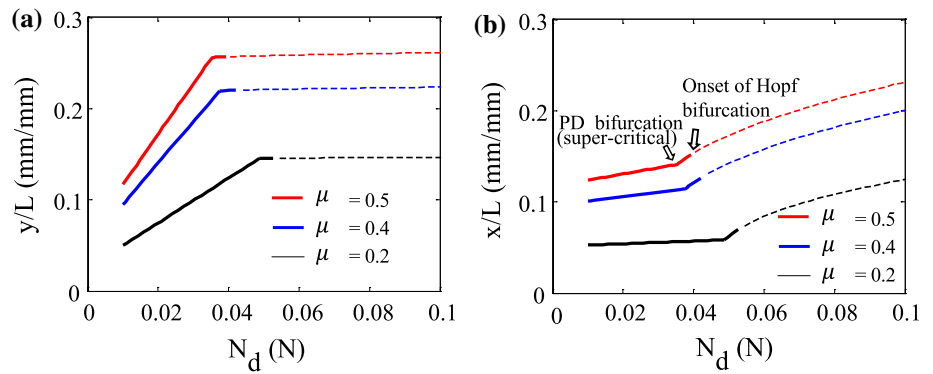 (a)
0.3
0.2
0.1
0
y/L (mm/mm)
μ = 0.5
μ = 0.4
μ = 0.2
0 0.02 0.04 0.06 0.08 0.1
N_d (N)
(b)
0.3
0.2
0.1
0
x/L (mm/mm)
Onset of Hopf
bifurcation
PD bifurcation
(super-critical)
μ = 0.5
μ = 0.4
μ = 0.2
0 0.02 0.04 0.06 0.08 0.1
N_d (N)